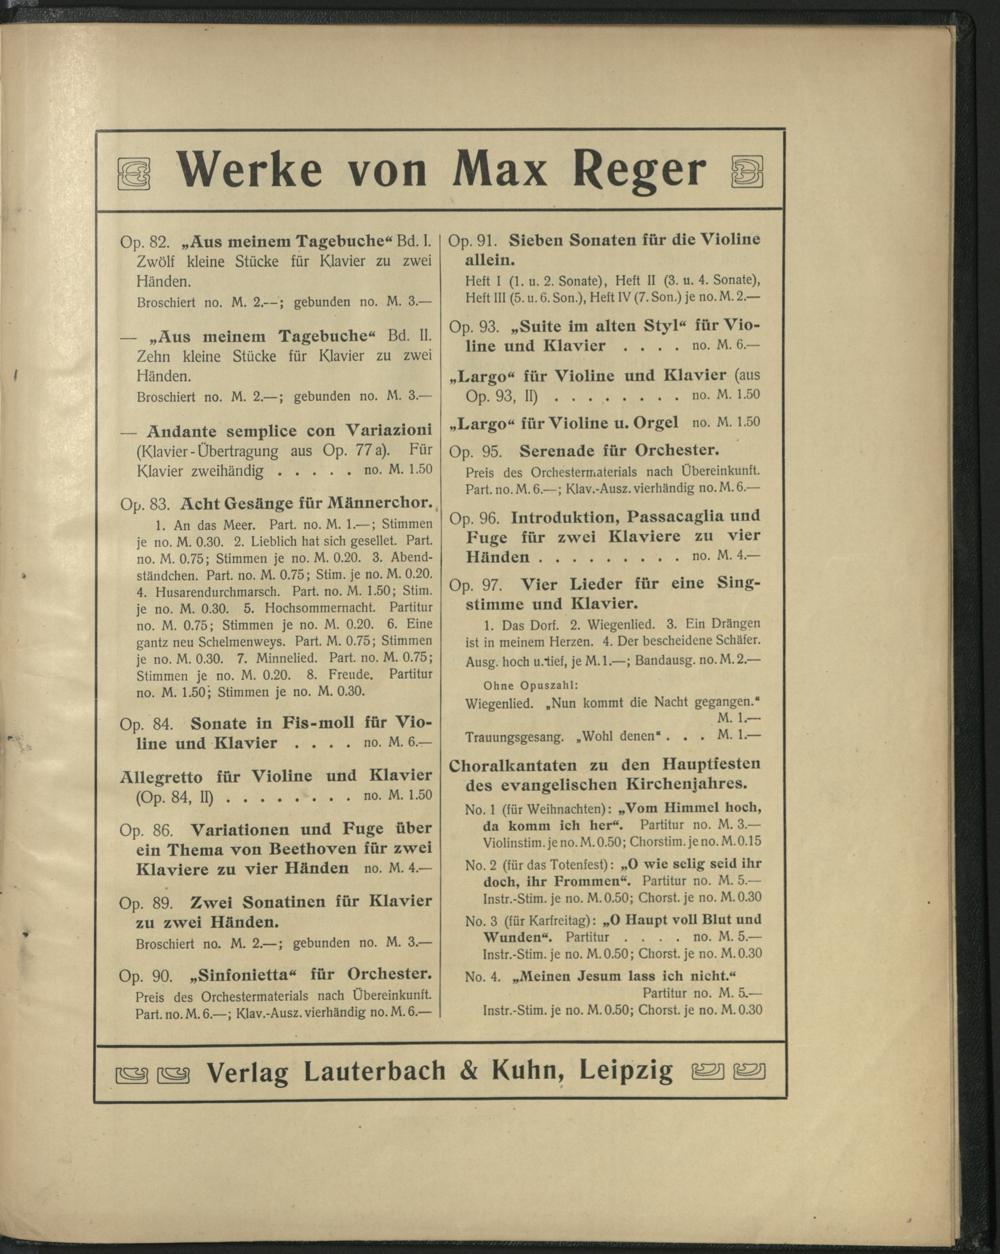 Werke von Max Reger
Op. 82. „Aus meinem Tagebuche“ Bd. I.
Zwölf kleine Stücke für Klavier zu zwei
Händen.
Broschiert no. M. 2.--; gebunden no. M. 3.—
— „Aus meinem Tagebuche“ Bd. II.
Zehn kleine Stücke für Klavier zu zwei
Händen.
Broschiert no. M. 2.—; gebunden no. M. 3.—
— Andante semplice con Variazioni
(Klavier-Übertragung aus Op. 77a). Für
Klavier zweihändig . . . . . no. M. 1.50
Op. 83. Acht Gesänge für Männerchor.
1. An das Meer. Part. no. M. 1.—; Stimmen
je no. M. 0.30. 2. Lieblich hat sich gesellet. Part.
no. M. 0.75; Stimmen je no. M. 0.20. 3. Abend-
ständchen. Part. no. M. 0.75; Stim. je no. M. 0.20.
4. Husarendurchmarsch. Part. no. M. 1.50; Stim.
je no. M. 0.30. 5. Hochsommernacht. Partitur
no. M. 0.75; Stimmen je no. M. 0.20. 6. Eine
gantz neu Schelmenweys. Part. M. 0.75; Stimmen
je no. M. 0.30. 7. Minnelied. Part. no. M. 0.75;
Stimmen je no. M. 0.20. 8. Freude. Partitur
no. M. 1.50; Stimmen je no. M. 0.30.
Op. 84. Sonate in Fis-moll für Vio-
line und Klavier . . . . no. M. 6.—
Allegretto für Violine und Klavier
(Op. 84, II) . . . . . . . . no. M. 1.50
Op. 86. Variationen und Fuge über
ein Thema von Beethoven für zwei
Klaviere zu vier Händen no. M. 4.—
Op. 89. Zwei Sonatinen für Klavier
zu zwei Händen.
Broschiert no. M. 2.—; gebunden no. M. 3.—
Op. 90. „Sinfonietta“ für Orchester.
Preis des Orchestermaterials nach Übereinkunft.
Part. no. M. 6.—; Klav.-Ausz. vierhändig no. M. 6.—
Op. 91. Sieben Sonaten für die Violine
allein.
Heft I (1. u. 2. Sonate), Heft II (3. u. 4. Sonate),
Heft III (5. u. 6. Son.), Heft IV (7. Son.) je no. M. 2.—
Op. 93. „Suite im alten Styl“ für Vio-
line und Klavier . . . . no. M. 6.—
„Largo“ für Violine und Klavier (aus
Op. 93, II) . . . . . . . . no. M. 1.50
„Largo“ für Violine u. Orgel no. M. 1.50
Op. 95. Serenade für Orchester.
Preis des Orchestermaterials nach Übereinkunft.
Part. no. M. 6.—; Klav.-Ausz. vierhändig no. M. 6.—
Op. 96. Introduktion, Passacaglia und
Fuge für zwei Klaviere zu vier
Händen . . . . . . . . . no. M. 4.—
Op. 97. Vier Lieder für eine Sing-
stimme und Klavier.
1. Das Dorf. 2. Wiegenlied. 3. Ein Drängen
ist in meinem Herzen. 4. Der bescheidene Schäfer.
Ausg. hoch u. tief, je M. 1.—; Bandausg. no. M. 2.—
Ohne Opuszahl:
Wiegenlied. „Nun kommt die Nacht gegangen.“
M. 1.—
Trauungsgesang. „Wohl denen“ . . . M. 1.—
Choralkantaten zu den Hauptfesten
des evangelischen Kirchenjahres.
No. 1 (für Weihnachten): „Vom Himmel hoch,
da komm ich her“. Partitur no. M. 3.—
Violinstim. je no. M. 0.50; Chorstim. je no. M. 0.15
No. 2 (für das Totenfest): „O wie selig seid ihr
doch, ihr Frommen“. Partitur no. M. 5.—
Instr.-Stim. je no. M. 0.50; Chorst. je no. M. 0.30
No. 3 (für Karfreitag): „O Haupt voll Blut und
Wunden“. Partitur . . . . no. M. 5.—
Instr.-Stim. je no. M. 0.50; Chorst. je no. M. 0.30
No. 4. „Meinen Jesum lass ich nicht.“
Partitur no. M. 5.—
Instr.-Stim. je no. M. 0.50; Chorst. je no. M. 0.30
Verlag Lauterbach & Kuhn, Leipzig